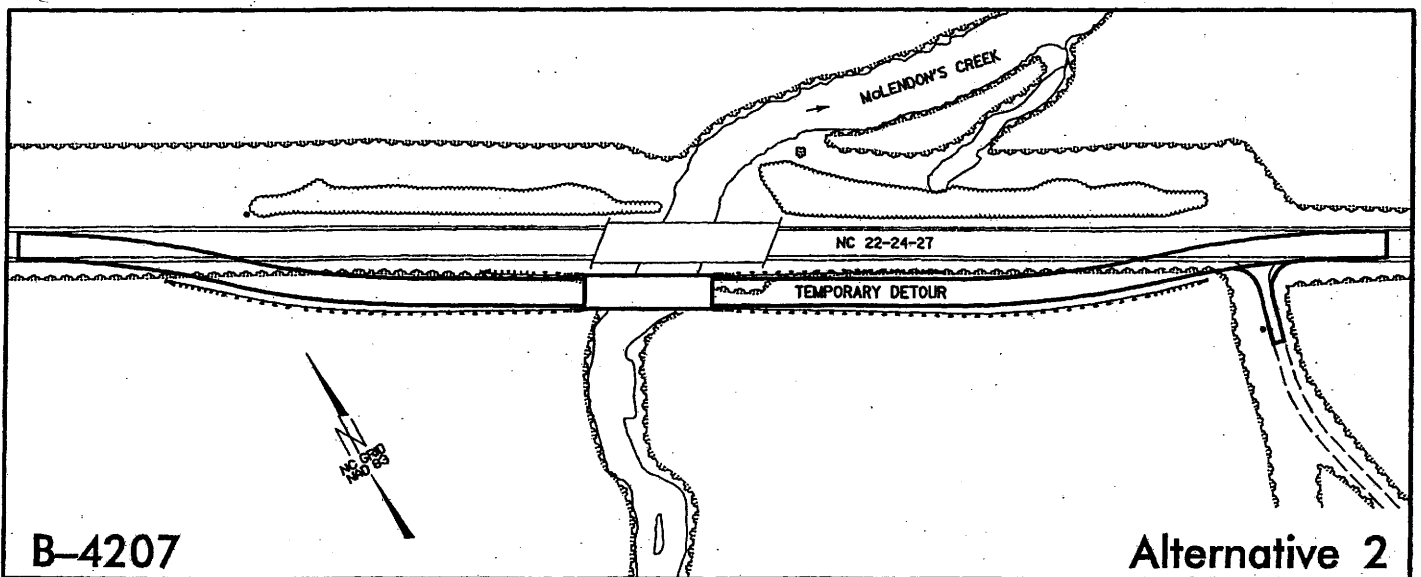 McLENDON'S CREEK
NC 22-24-27
TEMPORARY DETOUR
NC GRID
NAD 83
B-4207
Alternative 2